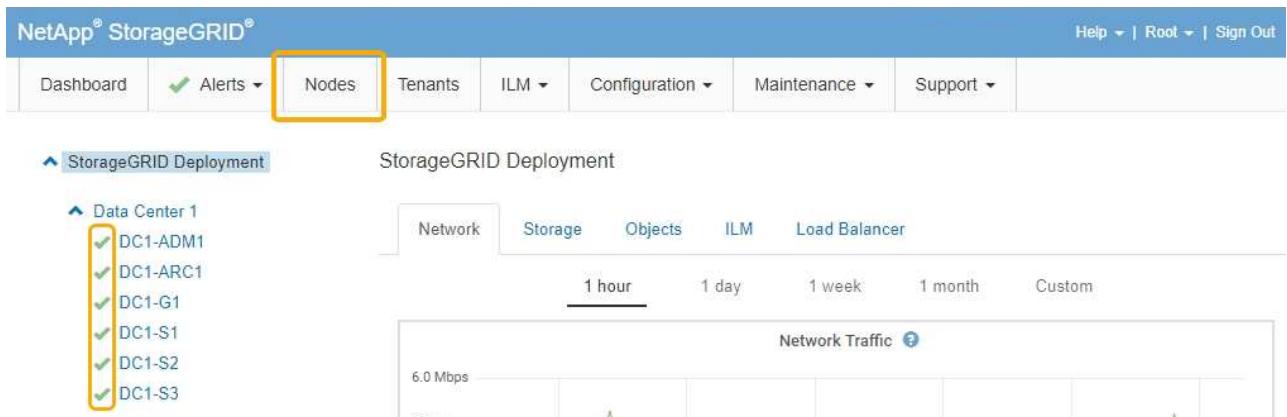 NetApp® StorageGRID®
Help | Root | Sign Out
Dashboard Alerts Nodes Tenants ILM Configuration Maintenance Support
StorageGRID Deployment
StorageGRID Deployment
Data Center 1
DC1-ADM1
DC1-ARC1
DC1-G1
DC1-S1
DC1-S2
DC1-S3
Network Storage Objects ILM Load Balancer
1 hour 1 day 1 week 1 month Custom
Network Traffic ?
6.0 Mbps